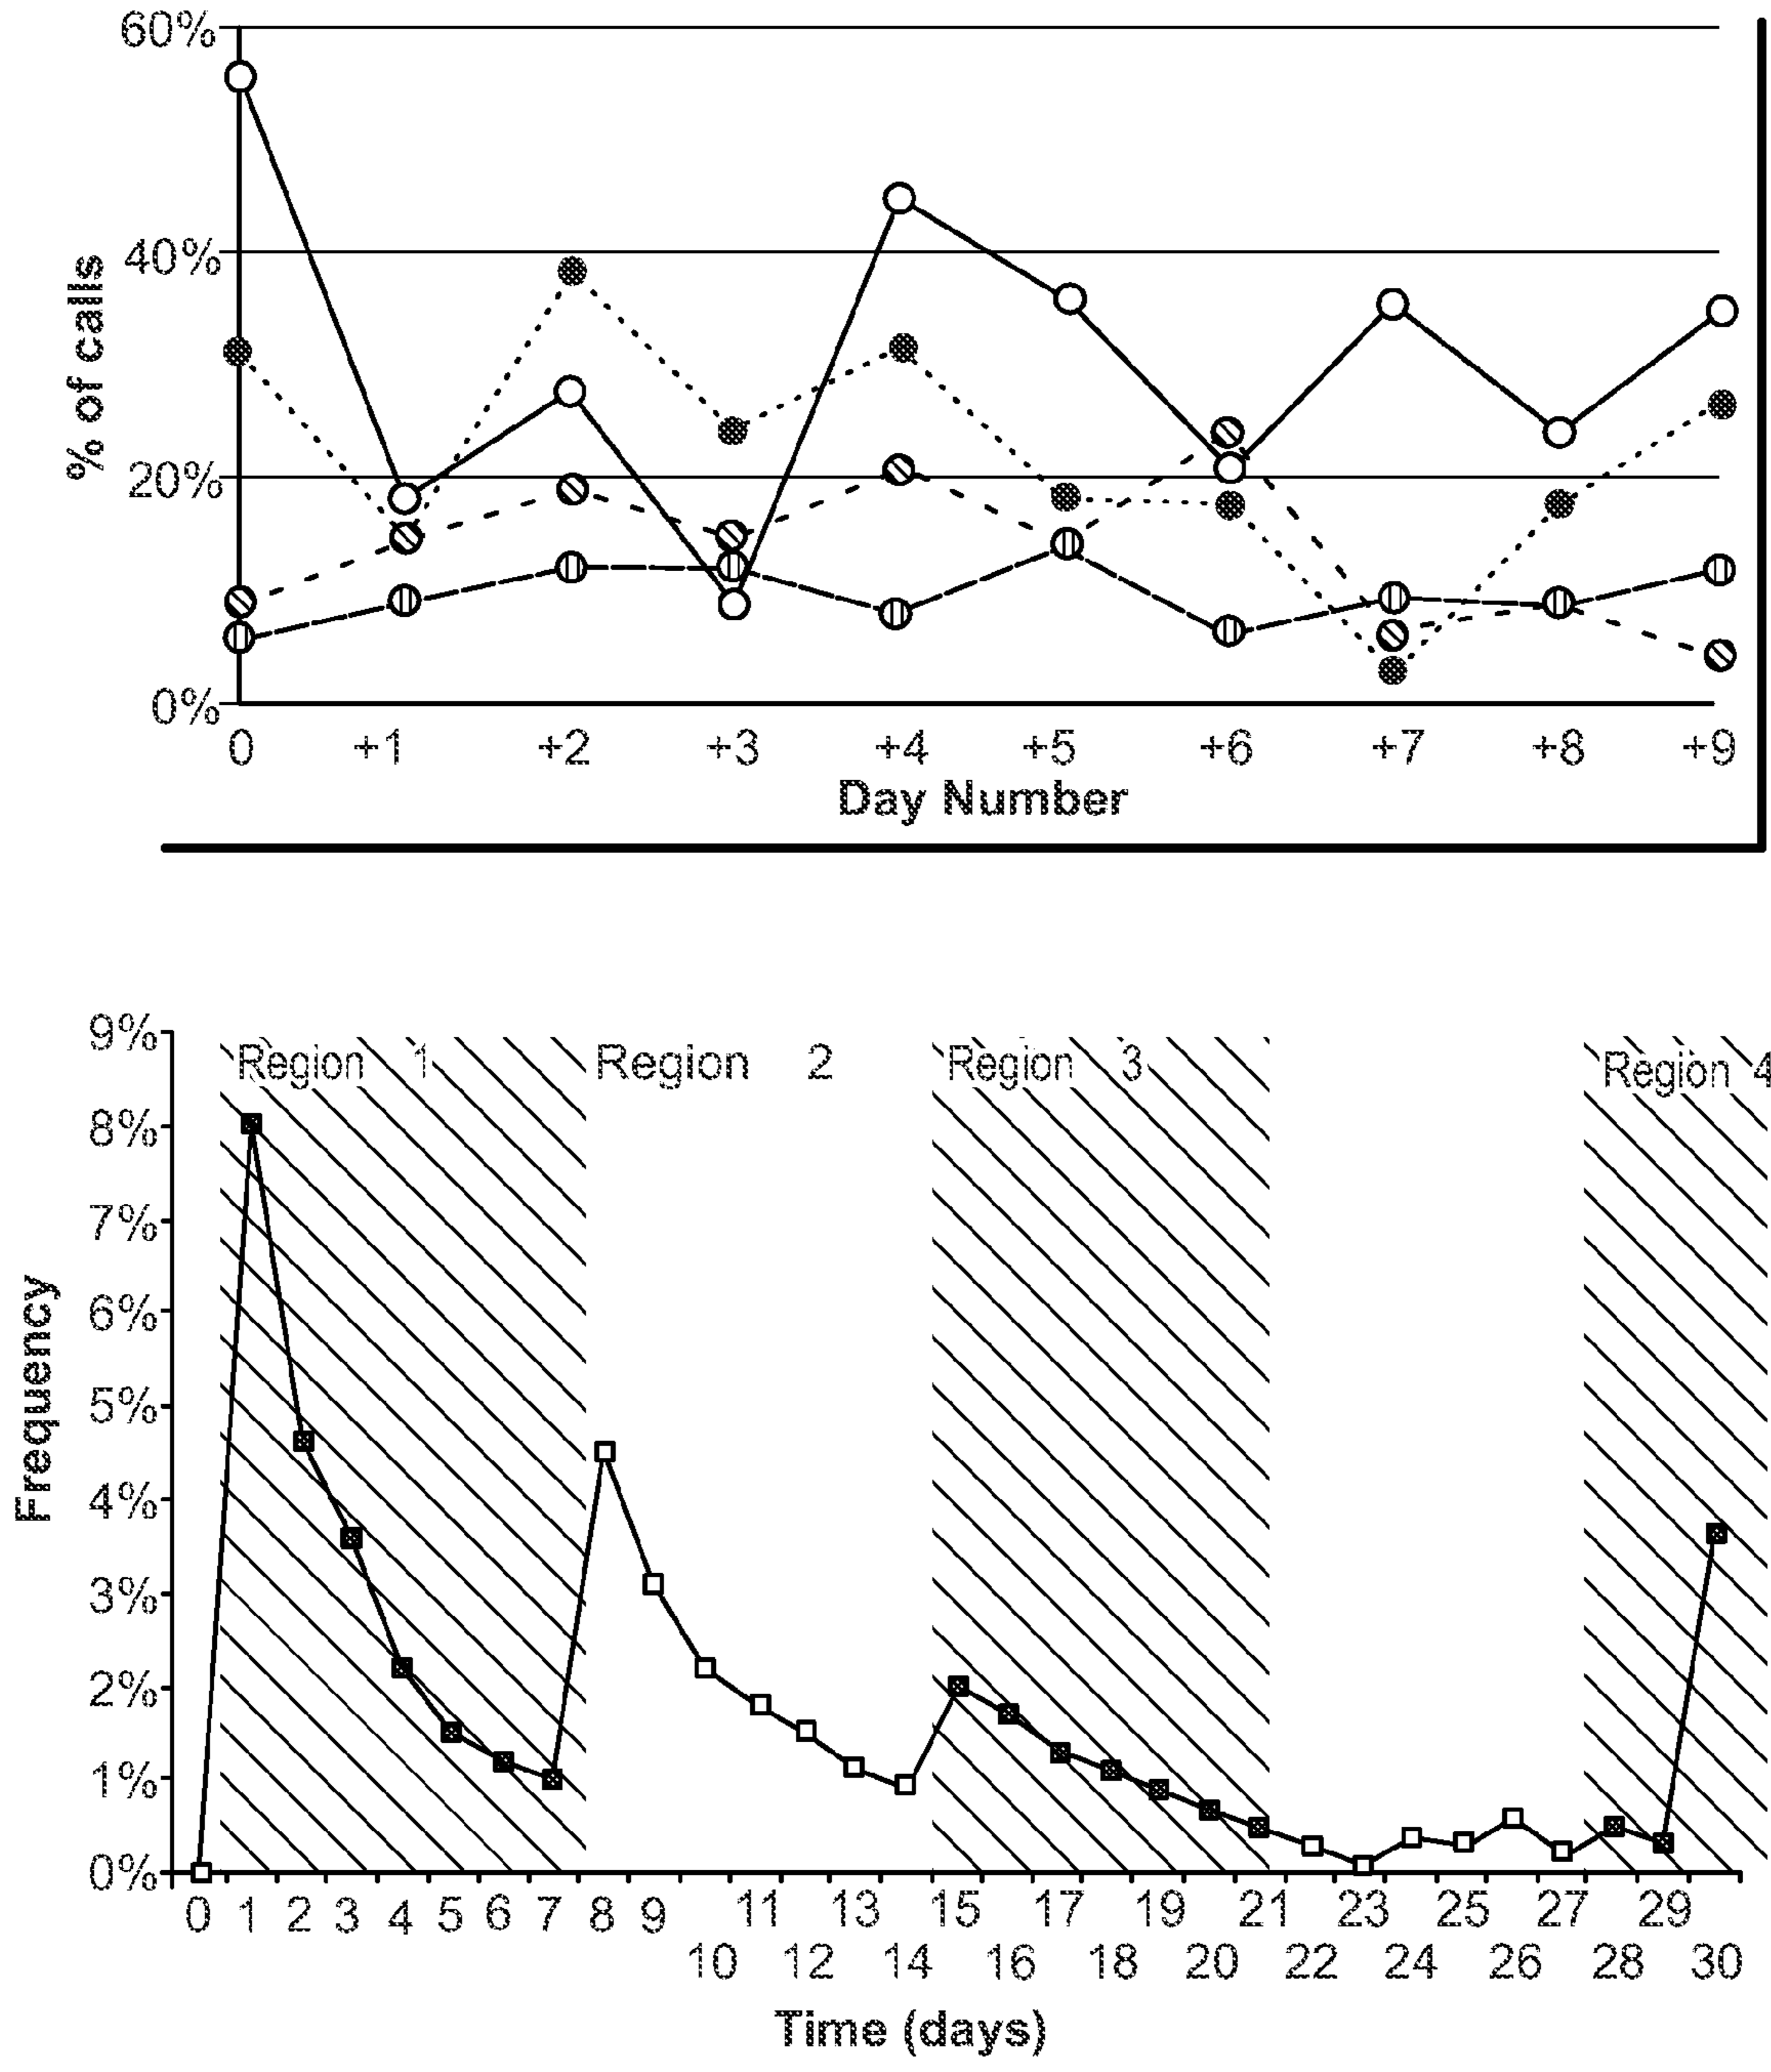 60%
40%
20%
0%
% of calls
0 +1 +2 +3 +4 +5 +6 +7 +8 +9
Day Number
9%
8%
7%
6%
5%
4%
3%
2%
1%
0%
Frequency
Region 1 Region 2 Region 3 Region 4
0 1 2 3 4 5 6 7 8 9 11 13 15 17 19 21 23 25 27 29
10 12 14 16 18 20 22 24 26 28 30
Time (days)